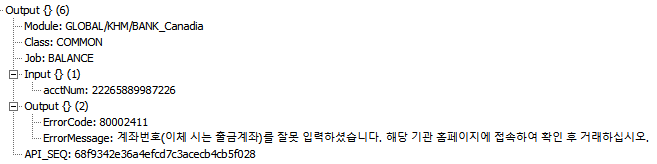 Output {} (6)
Module: GLOBAL/KHM/BANK_Canadia
Class: COMMON
Job: BALANCE
Input {} (1)
acctNum: 22265889987226
Output {} (2)
ErrorCode: 80002411
ErrorMessage: 계좌번호(이체 시는 출금계좌)를 잘못 입력하셨습니다. 해당 기관 홈페이지에 접속하여 확인 후 거래하십시오.
API_SEQ: 68f9342e36a4efcd7c3acecb4cb5f028